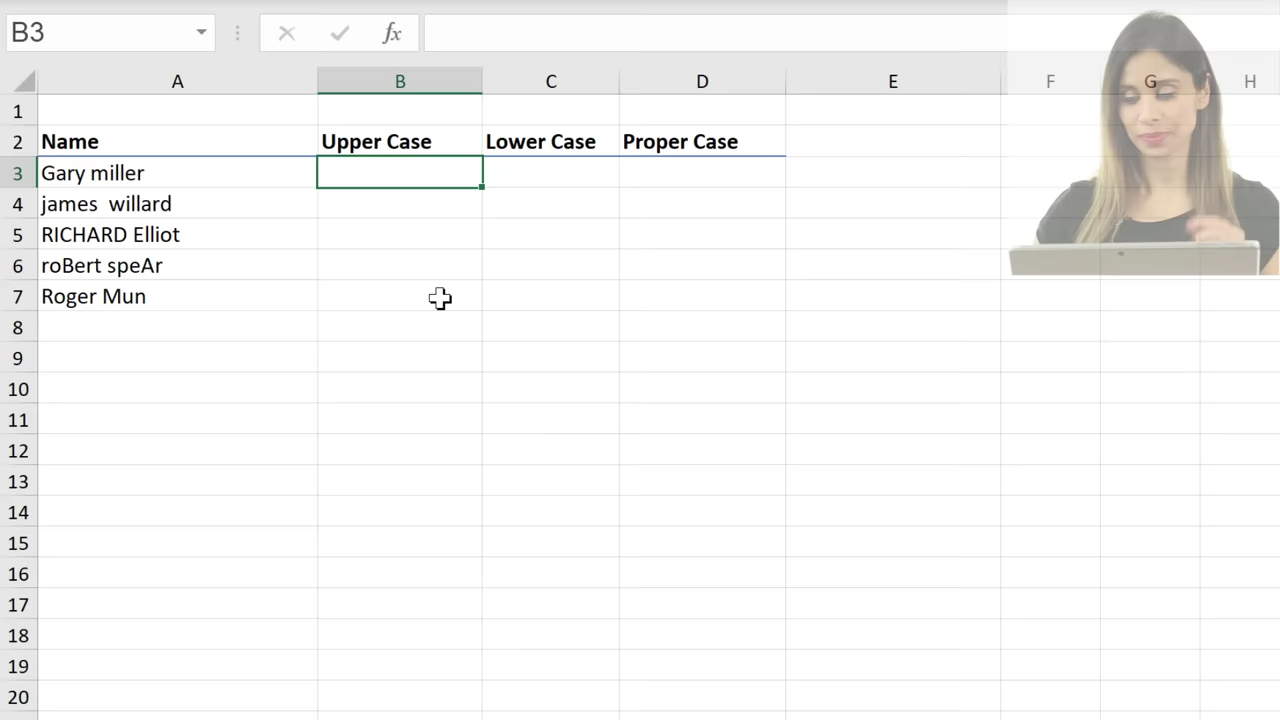 B3 fx
A B C D E F G H
1
2 Name Upper Case Lower Case Proper Case
3 Gary miller
4 james  willard
5 RICHARD Elliot
6 roBert speAr
7 Roger Mun
8
9
10
11
12
13
14
15
16
17
18
19
20